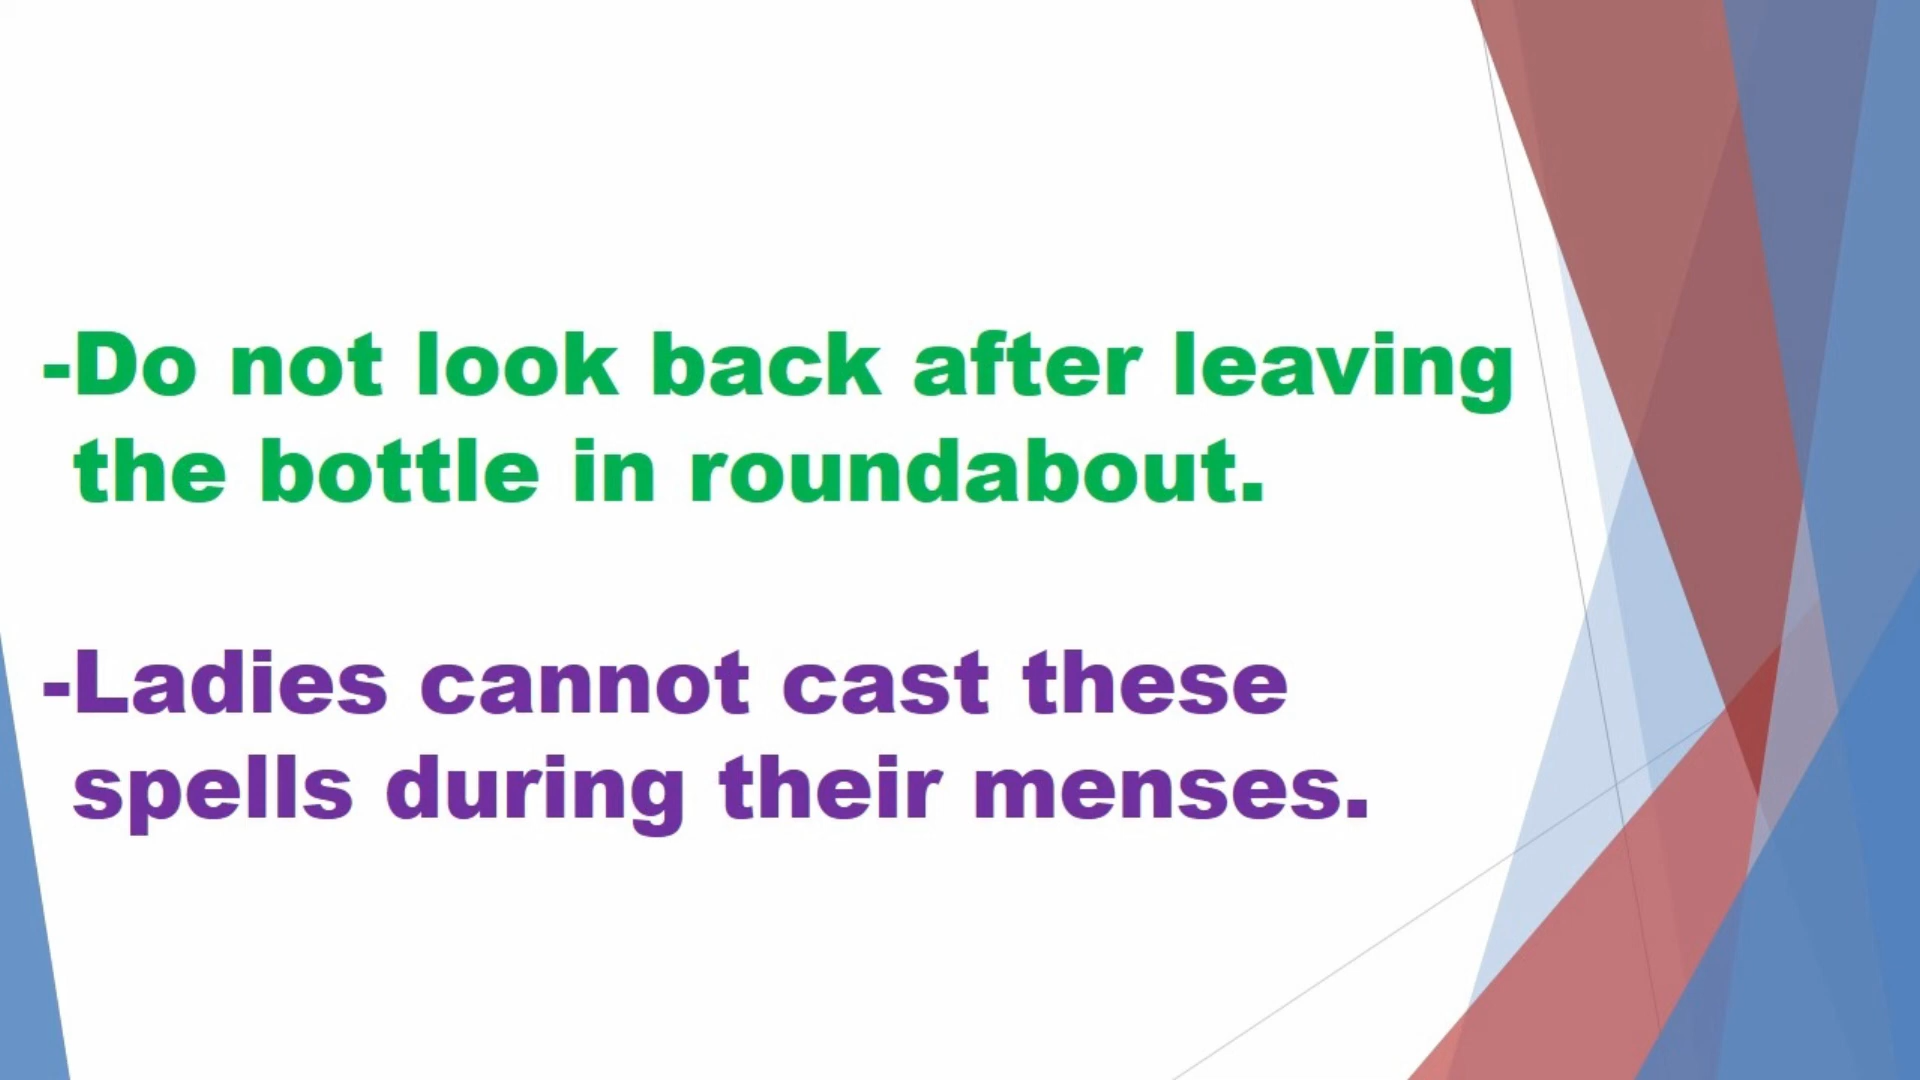 -Do not look back after leaving
the bottle in roundabout.
-Ladies cannot cast these
spells during their menses.